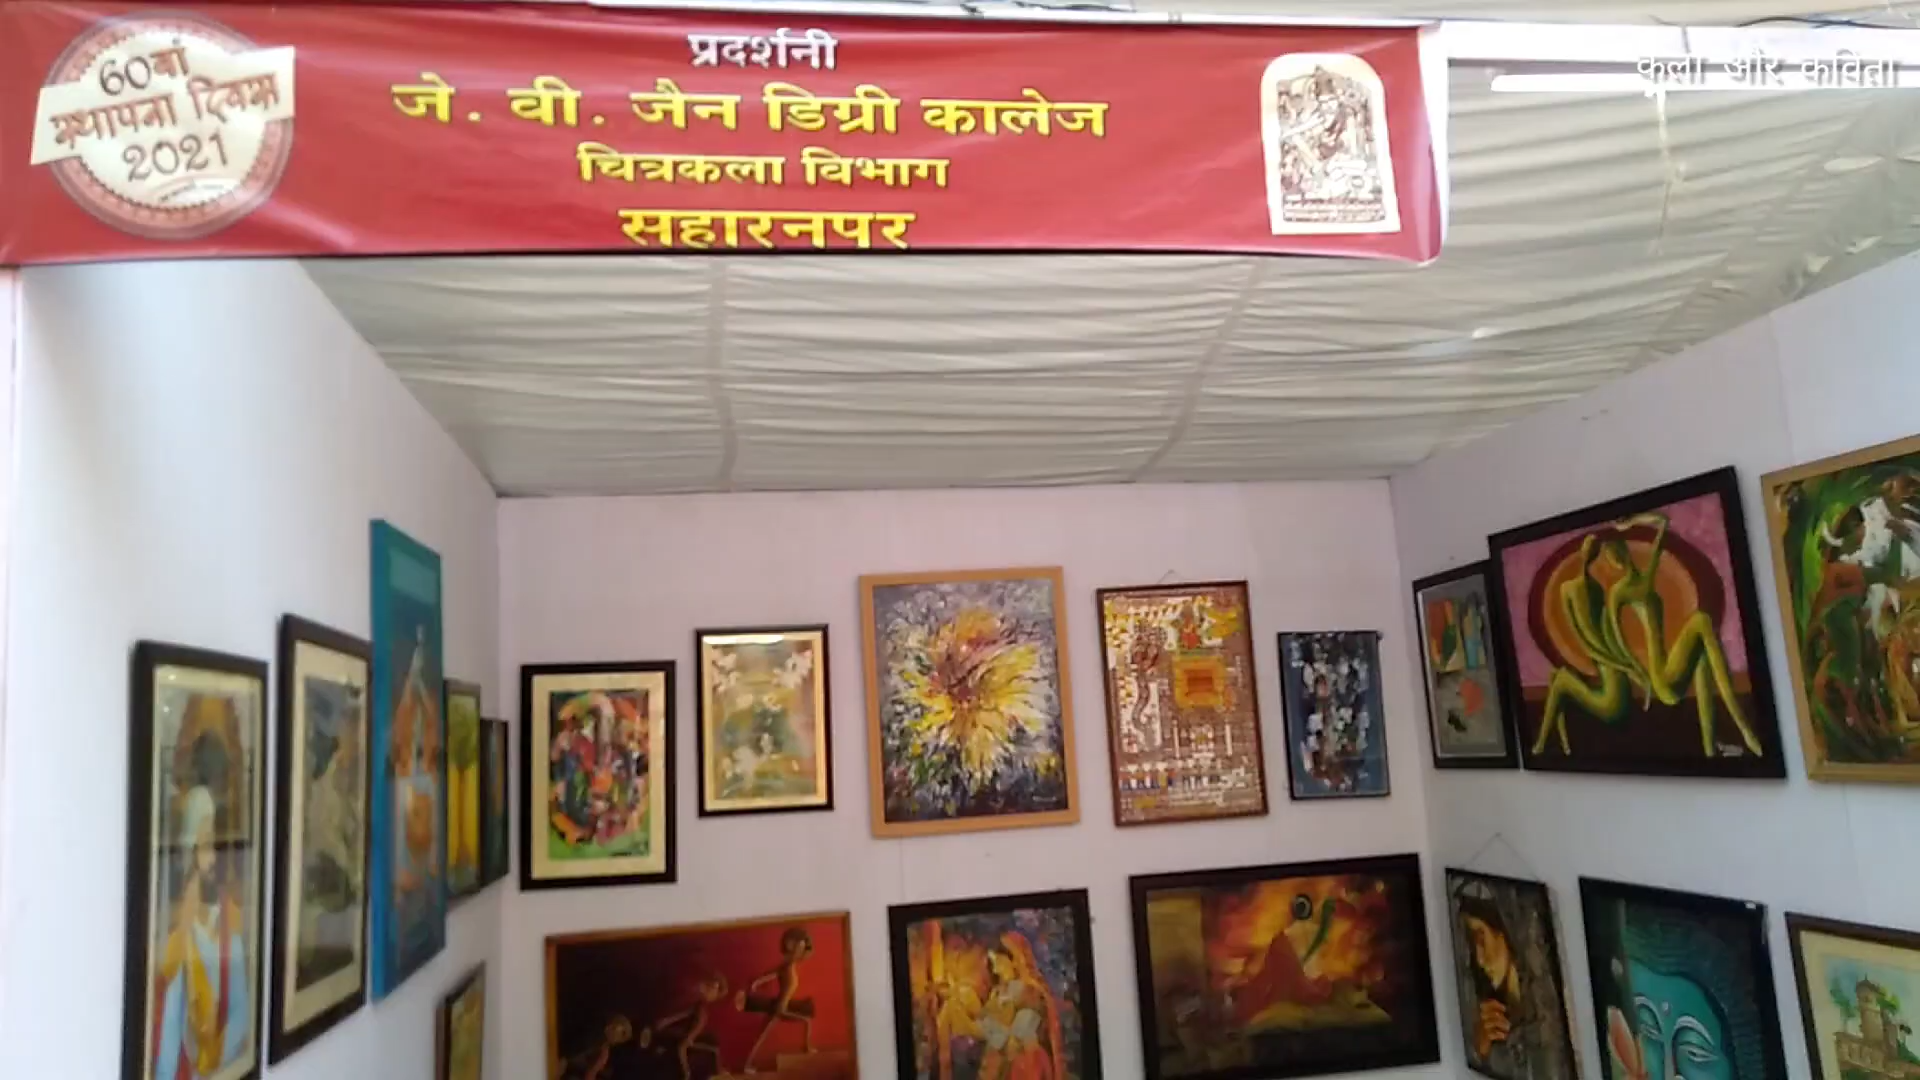 60वां
स्थापना दिवस
2021
प्रदर्शनी
जे. वी. जैन डिग्री कालेज
चित्रकला विभाग
सहारनपर
कला और कविता